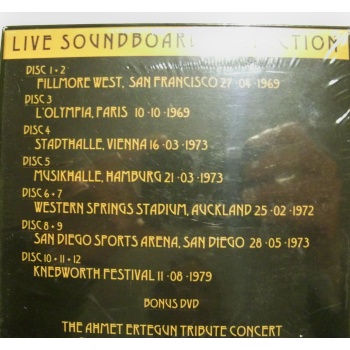 LIVE SOUNDBOAR CTION
DISC 1 + 2
FILLMORE WEST, SAN FRANCISCO 27 · 04 · 1969
DISC 3
L'OLYMPIA, PARIS 10 · 10 · 1969
DISC 4
STADTHALLE, VIENNA 16 · 03 · 1973
DISC 5
MUSIKHALLE, HAMBURG 21 · 03 · 1973
DISC 6 + 7
WESTERN SPRINGS STADIUM, AUCKLAND 25 · 02 · 1972
DISC 8 + 9
SAN DIEGO SPORTS ARENA, SAN DIEGO 28 · 05 · 1973
DISC 10 + 11 + 12
KNEBWORTH FESTIVAL 11 · 08 · 1979
BONUS DVD
THE AHMET ERTEGUN TRIBUTE CONCERT